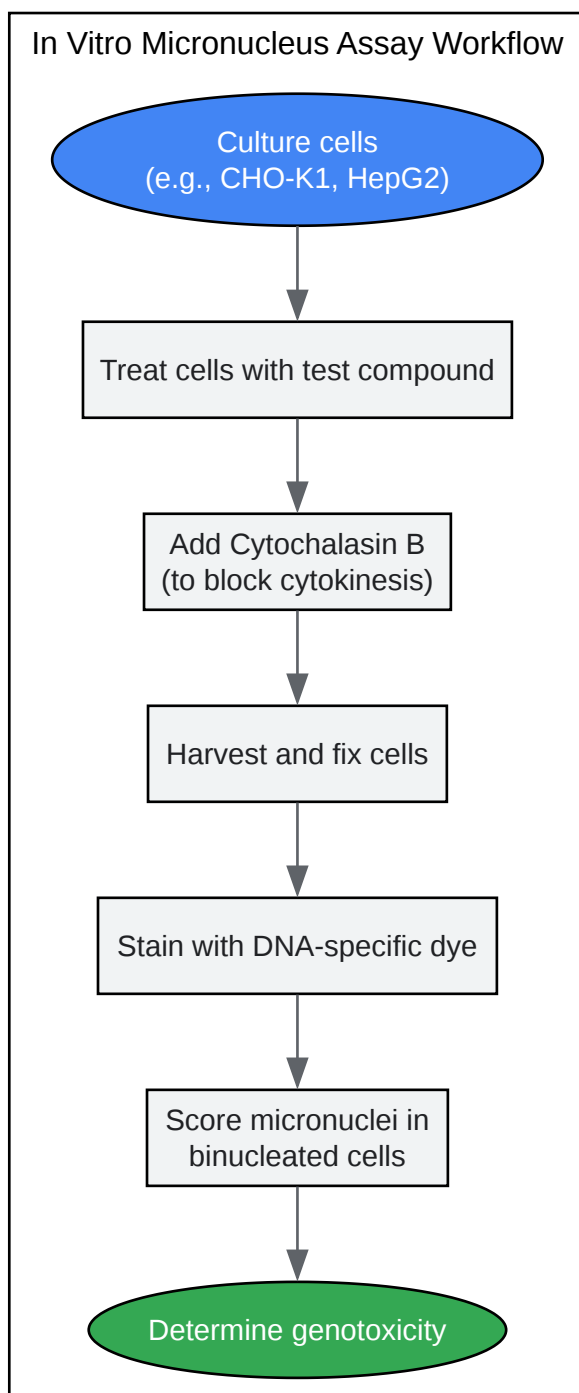 In Vitro Micronucleus Assay Workflow
Culture cells
(e.g., CHO-K1, HepG2)
Treat cells with test compound
Add Cytochalasin B
(to block cytokinesis)
Harvest and fix cells
Stain with DNA-specific dye
Score micronuclei in
binucleated cells
Determine genotoxicity